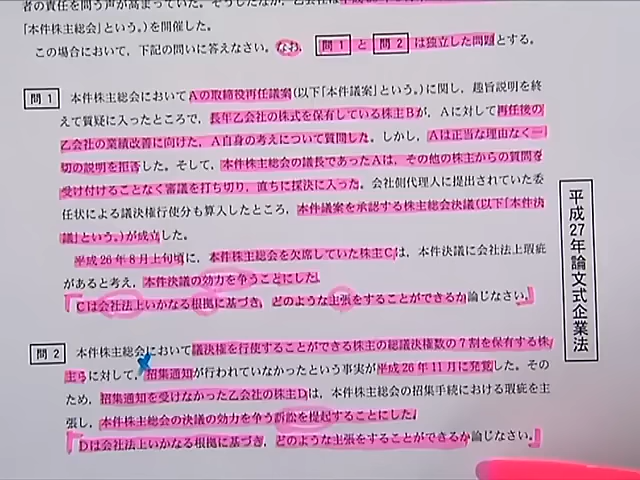 者の責任を問う声が高まっていた。そうしたなか，乙会社は
「本件株主総会」という。）を開催した。
この場合において，下記の問いに答えなさい。なお，問1と問2は独立した問題とする。
問1 本件株主総会においてAの取締役再任議案（以下「本件議案」という。）に関し，趣旨説明を終
えて質疑に入ったところで，長年乙会社の株式を保有している株主Bが，Aに対して再任後の
乙会社の業績改善に向けた，A自身の考えについて質問した。しかし，Aは正当な理由なく一
切の説明を拒否した。そして，本件株主総会の議長であったAは，その他の株主からの質問を
受け付けることなく審議を打ち切り，直ちに採決に入った。会社側代理人に提出されていた委
任状による議決権行使分も算入したところ，本件議案を承認する株主総会決議（以下「本件決
議」という。）が成立した。
平成26年8月上旬頃に，本件株主総会を欠席していた株主Cは，本件決議に会社法上瑕疵
があると考え，本件決議の効力を争うことにした。
「Cは会社法上いかなる根拠に基づき，どのような主張をすることができるか論じなさい。」
問2 本件株主総会において議決権を行使することができる株主の総議決権数の7割を保有する株
主らに対して，招集通知が行われていなかったという事実が平成26年11月に発覚した。その
ため，招集通知を受けなかった乙会社の株主Dは，本件株主総会の招集手続における瑕疵を主
張し，本件株主総会の決議の効力を争う訴訟を提起することにした。
「Dは会社法上いかなる根拠に基づき，どのような主張をすることができるか論じなさい。」
平成27年論文式企業法